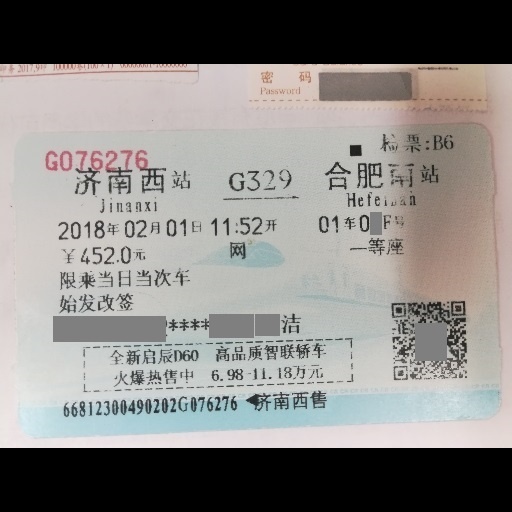 密 码
Password
G076276
检票:B6
济南西站 G329 合肥南站
Jinanxi Hefeinan
2018年02月01日 11:52开 01车0 F号
￥452.0元 网 一等座
限乘当日当次车
始发改签
****洁
全新启辰D60 高品质智联轿车
火爆热售中 6.98-11.18万元
66812300490202G076276 济南西售